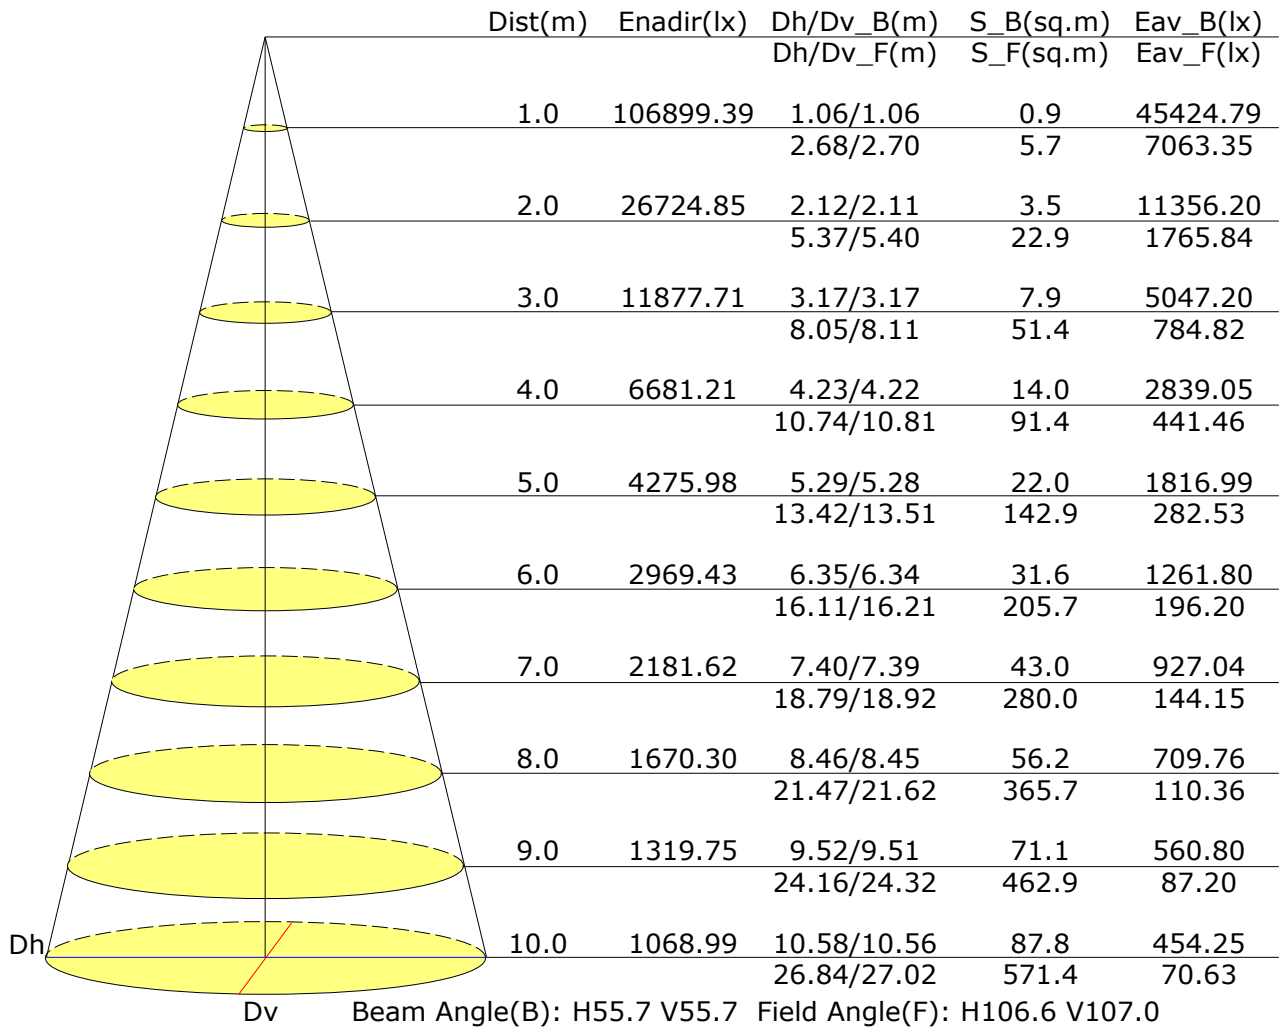 Dist(m) Enadir(lx) Dh/Dv_B(m) S_B(sq.m) Eav_B(lx)
Dh/Dv_F(m) S_F(sq.m) Eav_F(lx)
1.0 106899.39 1.06/1.06 0.9 45424.79
2.68/2.70 5.7 7063.35
2.0 26724.85 2.12/2.11 3.5 11356.20
5.37/5.40 22.9 1765.84
3.0 11877.71 3.17/3.17 7.9 5047.20
8.05/8.11 51.4 784.82
4.0 6681.21 4.23/4.22 14.0 2839.05
10.74/10.81 91.4 441.46
5.0 4275.98 5.29/5.28 22.0 1816.99
13.42/13.51 142.9 282.53
6.0 2969.43 6.35/6.34 31.6 1261.80
16.11/16.21 205.7 196.20
7.0 2181.62 7.40/7.39 43.0 927.04
18.79/18.92 280.0 144.15
8.0 1670.30 8.46/8.45 56.2 709.76
21.47/21.62 365.7 110.36
9.0 1319.75 9.52/9.51 71.1 560.80
24.16/24.32 462.9 87.20
Dh 10.0 1068.99 10.58/10.56 87.8 454.25
26.84/27.02 571.4 70.63
Dv Beam Angle(B): H55.7 V55.7 Field Angle(F): H106.6 V107.0